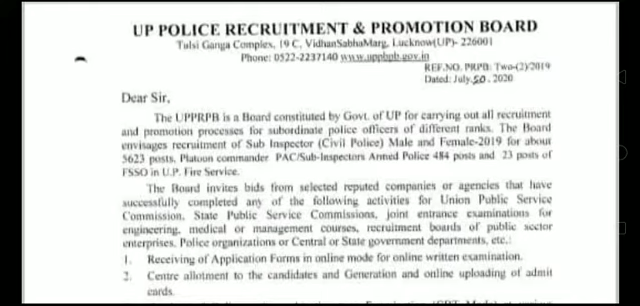 UP POLICE RECRUITMENT & PROMOTION BOARD
Tulsi Ganga Complex, 19 C, VidhanSabhaMarg, Lucknow(UP)- 226001
Phone: 0522-2237140 www.uppbpb.gov.in
REF.NO. PRPB: Two-(2)/2019
Dated: July.30. 2020
Dear Sir,
The UPPRPB is a Board constituted by Govt. of UP for carrying out all recruitment
and promotion processes for subordinate police officers of different ranks. The Board
envisages recruitment of Sub Inspector (Civil Police) Male and Female-2019 for about
5623 posts, Platoon commander PAC/Sub-Inspectors Armed Police 484 posts and 23 posts of
FSSO in U.P. Fire Service.
The Board invites bids from selected reputed companies or agencies that have
successfully completed any of the following activities for Union Public Service
Commission, State Public Service Commissions, joint entrance examinations for
engineering, medical or management courses, recruitment boards of public sector
enterprises, Police organizations or Central or State government departments, etc.:
1. Receiving of Application Forms in online mode for online written examination.
2. Centre allotment to the candidates and Generation and online uploading of admit
cards.